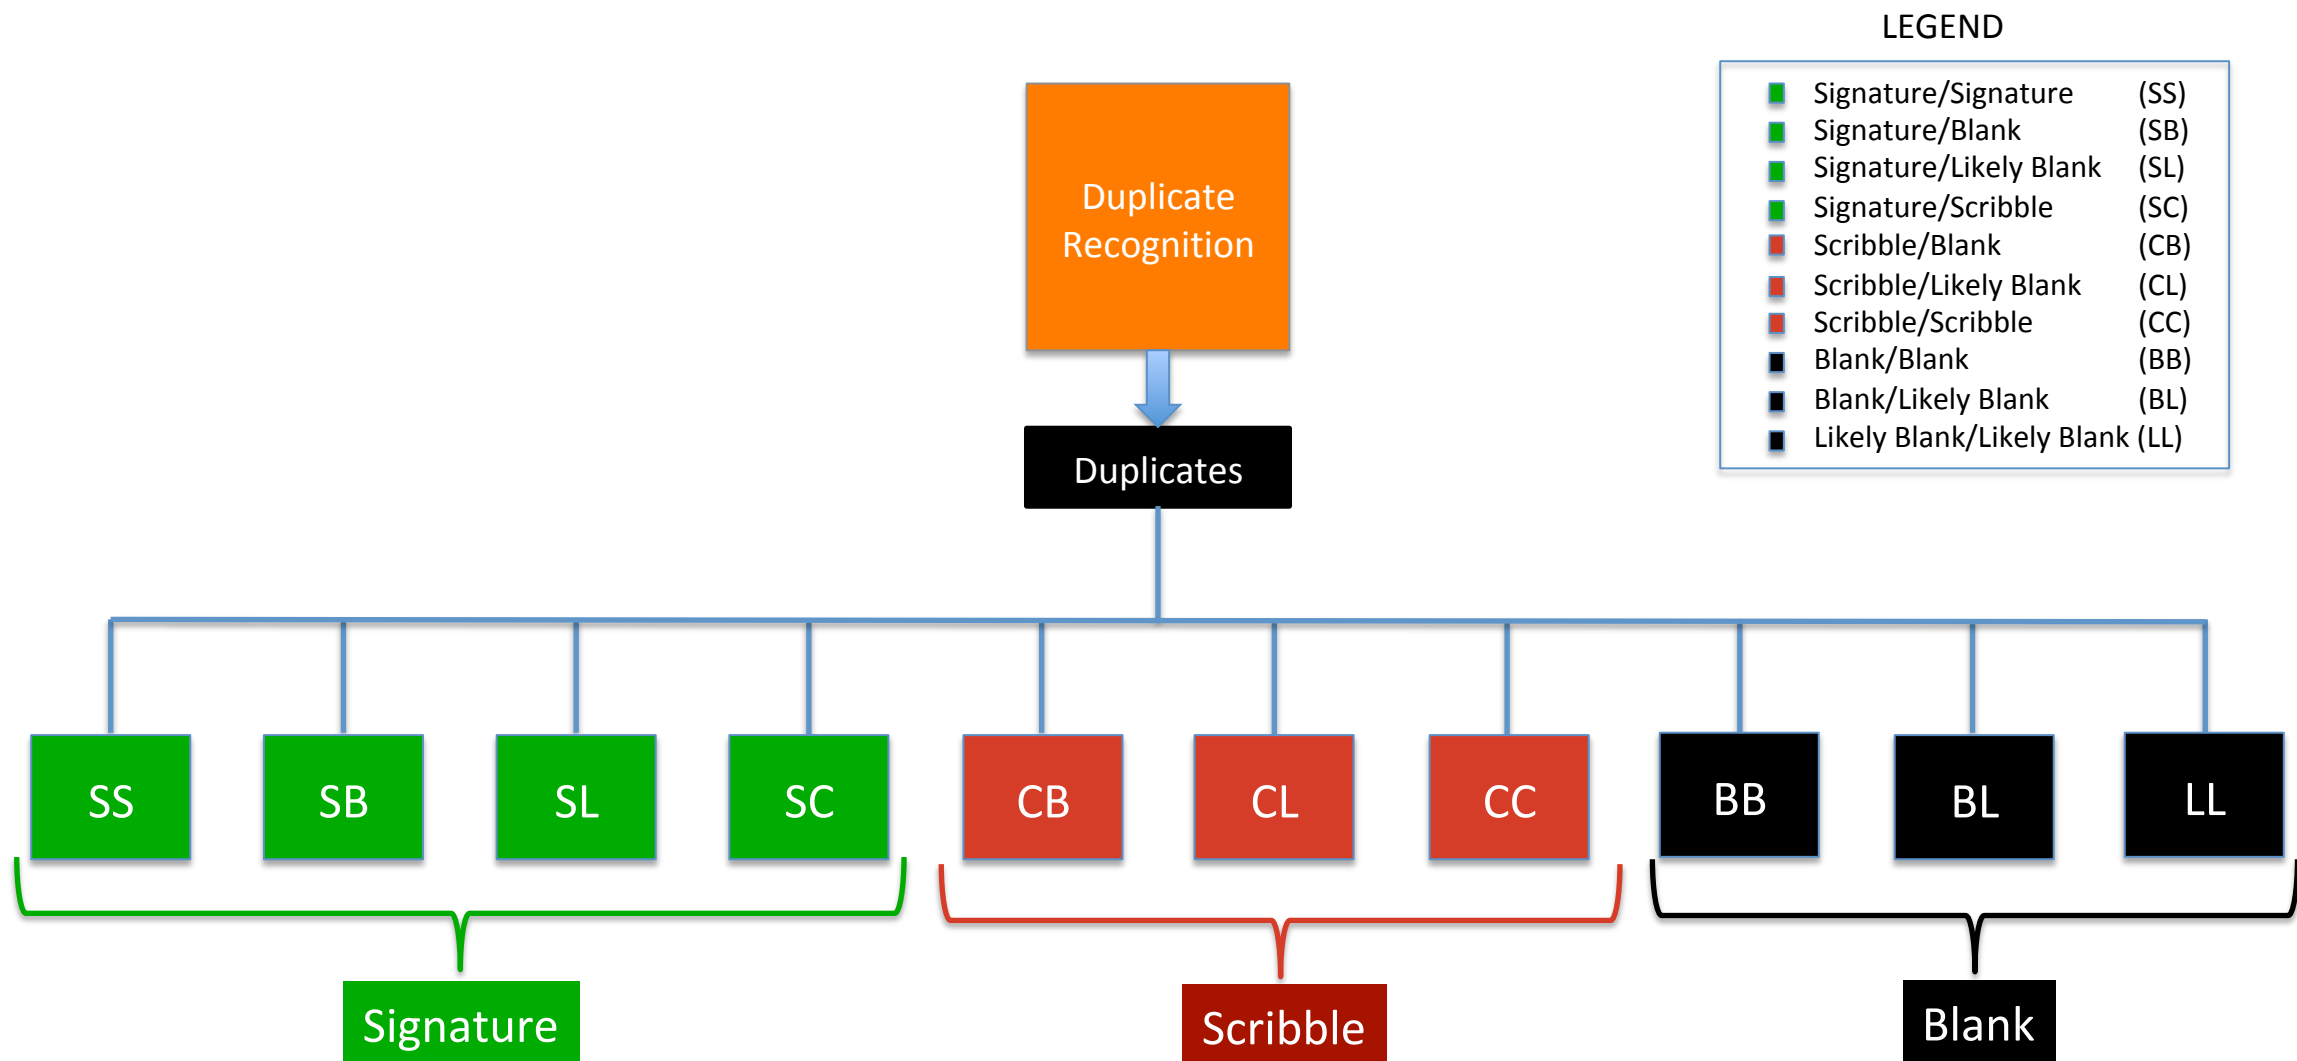 LEGEND
Signature/Signature (SS)
Signature/Blank (SB)
Signature/Likely Blank (SL)
Signature/Scribble (SC)
Scribble/Blank (CB)
Scribble/Likely Blank (CL)
Scribble/Scribble (CC)
Blank/Blank (BB)
Blank/Likely Blank (BL)
Likely Blank/Likely Blank (LL)
Duplicate
Recognition
Duplicates
SS SB SL SC CB CL CC BB BL LL
Signature Scribble Blank